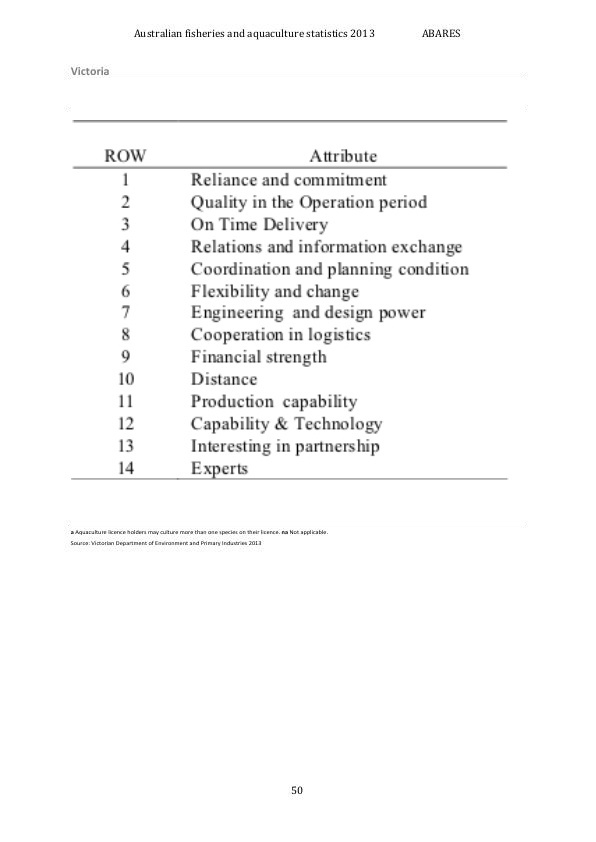 Australian fisheries and aquaculture statistics 2013 ABARES
Victoria
ROW Attribute
1 Reliance and commitment
2 Quality in the Operation period
3 On Time Delivery
4 Relations and information exchange
5 Coordination and planning condition
6 Flexibility and change
7 Engineering and design power
8 Cooperation in logistics
9 Financial strength
10 Distance
11 Production capability
12 Capability & Technology
13 Interesting in partnership
14 Experts
a Aquaculture licence holders may culture more than one species on their licence. na Not applicable.
Source: Victorian Department of Environment and Primary Industries 2013
50